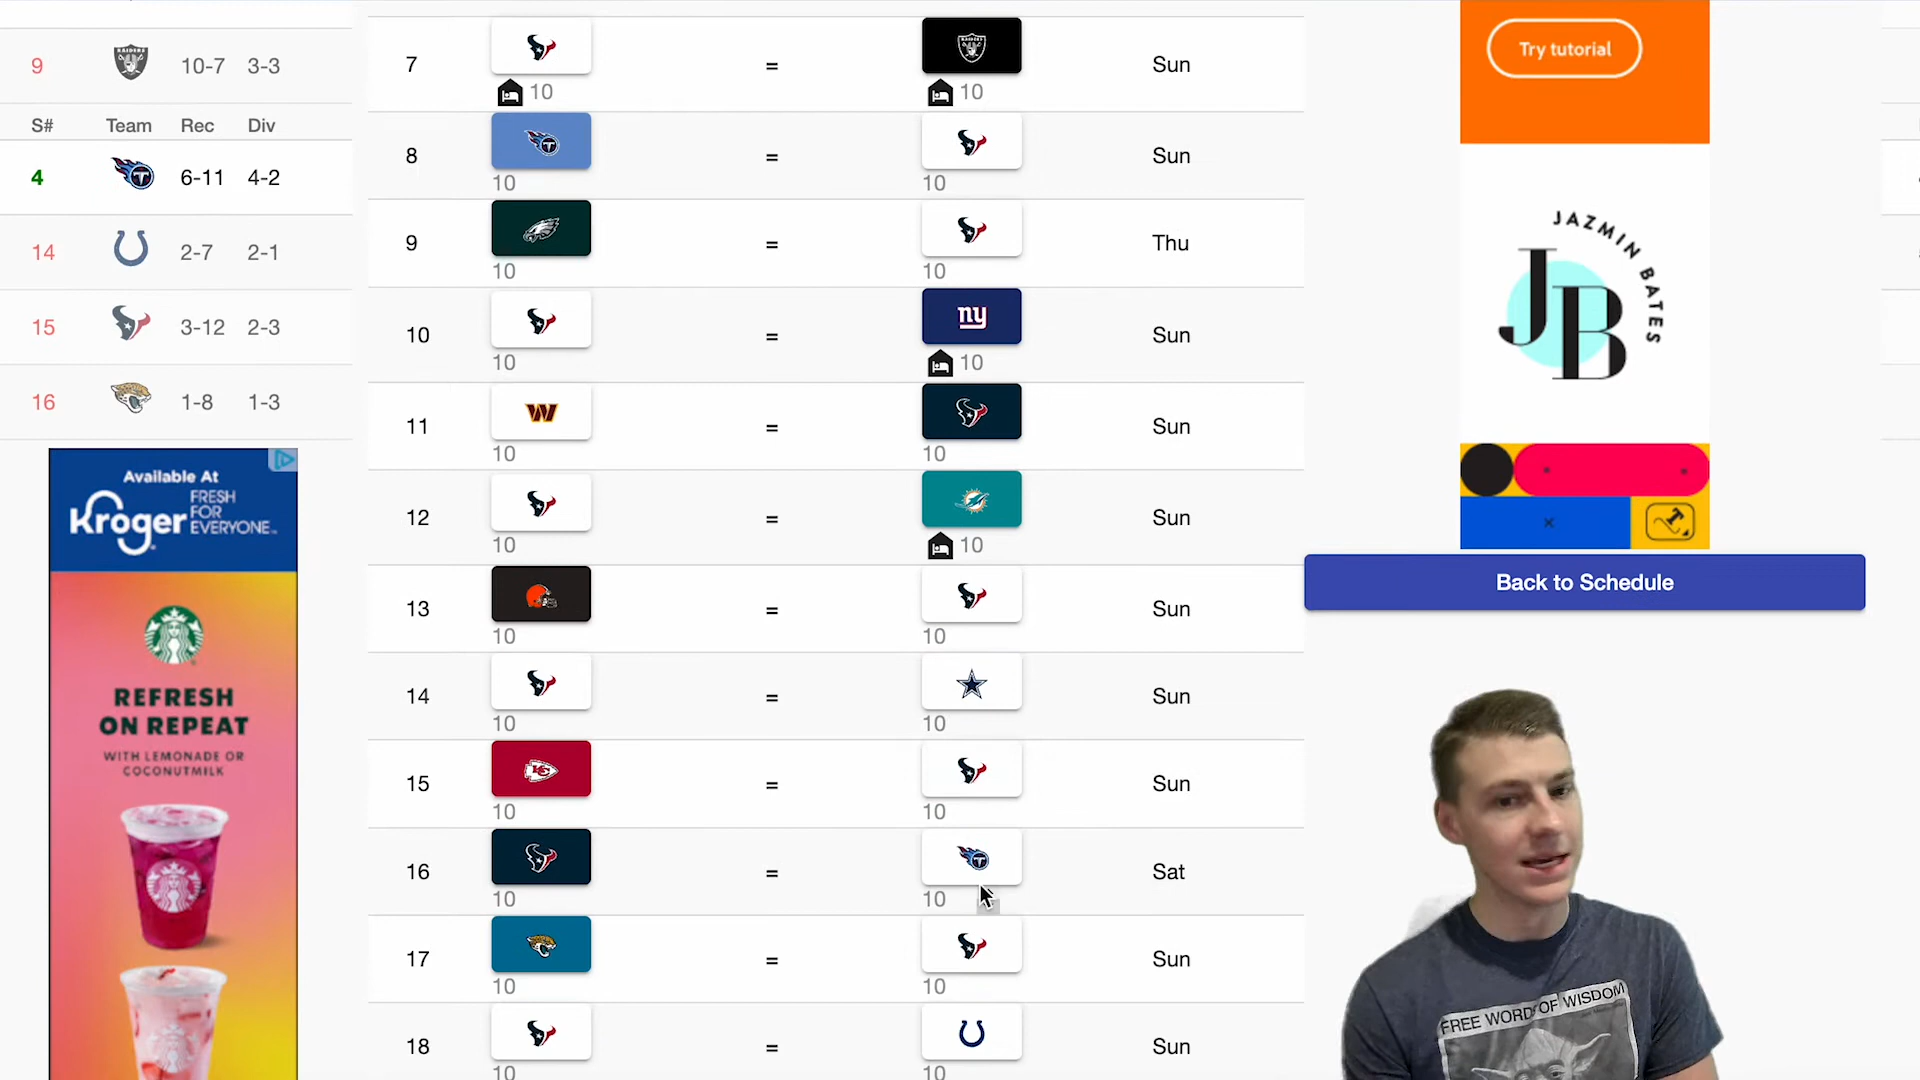 9 RAIDERS 10-7 3-3
S# Team Rec Div
4 T 6-11 4-2
14 2-7 2-1
15 3-12 2-3
16 1-8 1-3
Available At
Kroger
FRESH
FOR
EVERYONE
STARBUCKS
REFRESH
ON REPEAT
WITH LEMONADE OR
COCONUTMILK
7 = Sun
10 10
8 T = Sun
10 10
9 = Thu
10 10
10 = ny Sun
10 10
11 W = Sun
10 10
12 = Sun
10 10
13 = Sun
10 10
14 = Sun
10 10
15 KC = Sun
10 10
16 = T Sat
10 10
17 = Sun
10 10
18 = Sun
10 10
Try tutorial
JAZMIN BATES
JB
T
Back to Schedule
FREE WORDS OF WISDOM